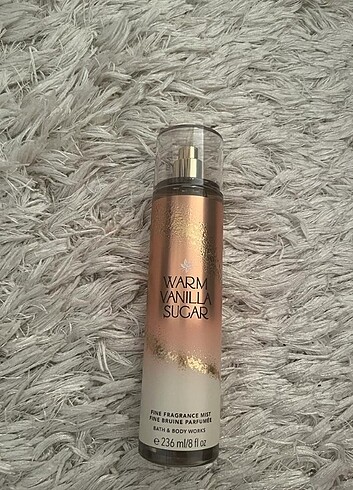 WARM
VANILLA
SUGAR
FINE FRAGRANCE MIST
FINE BRUINE PARFUMÉE
BATH & BODY WORKS
℮ 236 ml/8 fl oz